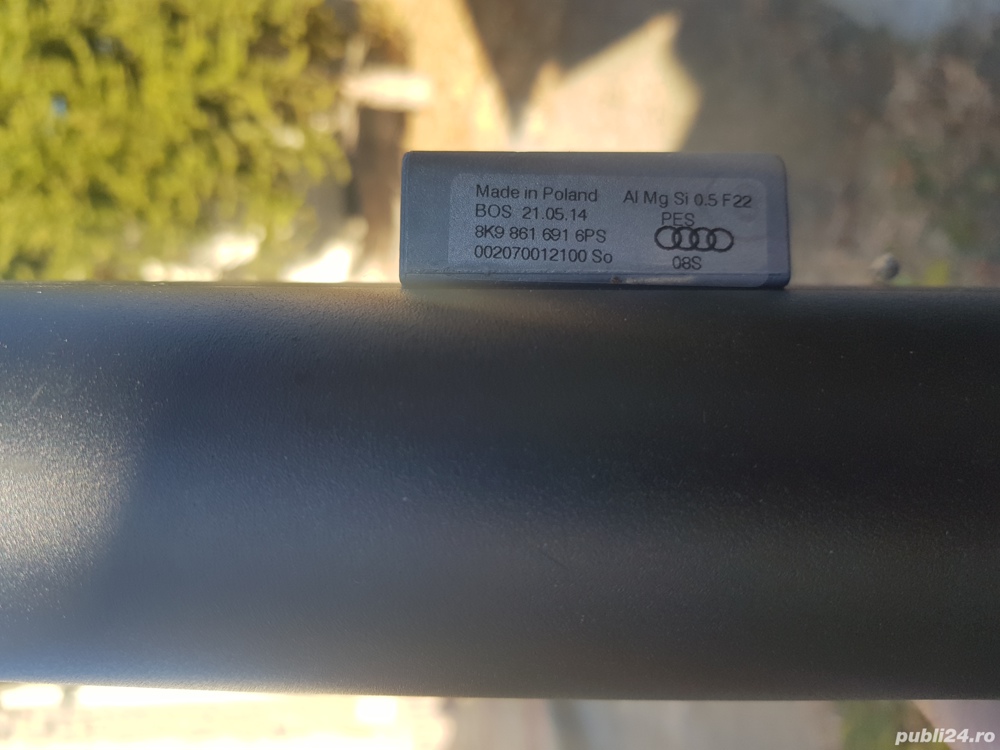 Made in Poland Al Mg Si 0.5 F22
BOS 21.05.14 PES
8K9 861 691 6PS
002070012100 So 08S
publi24.ro